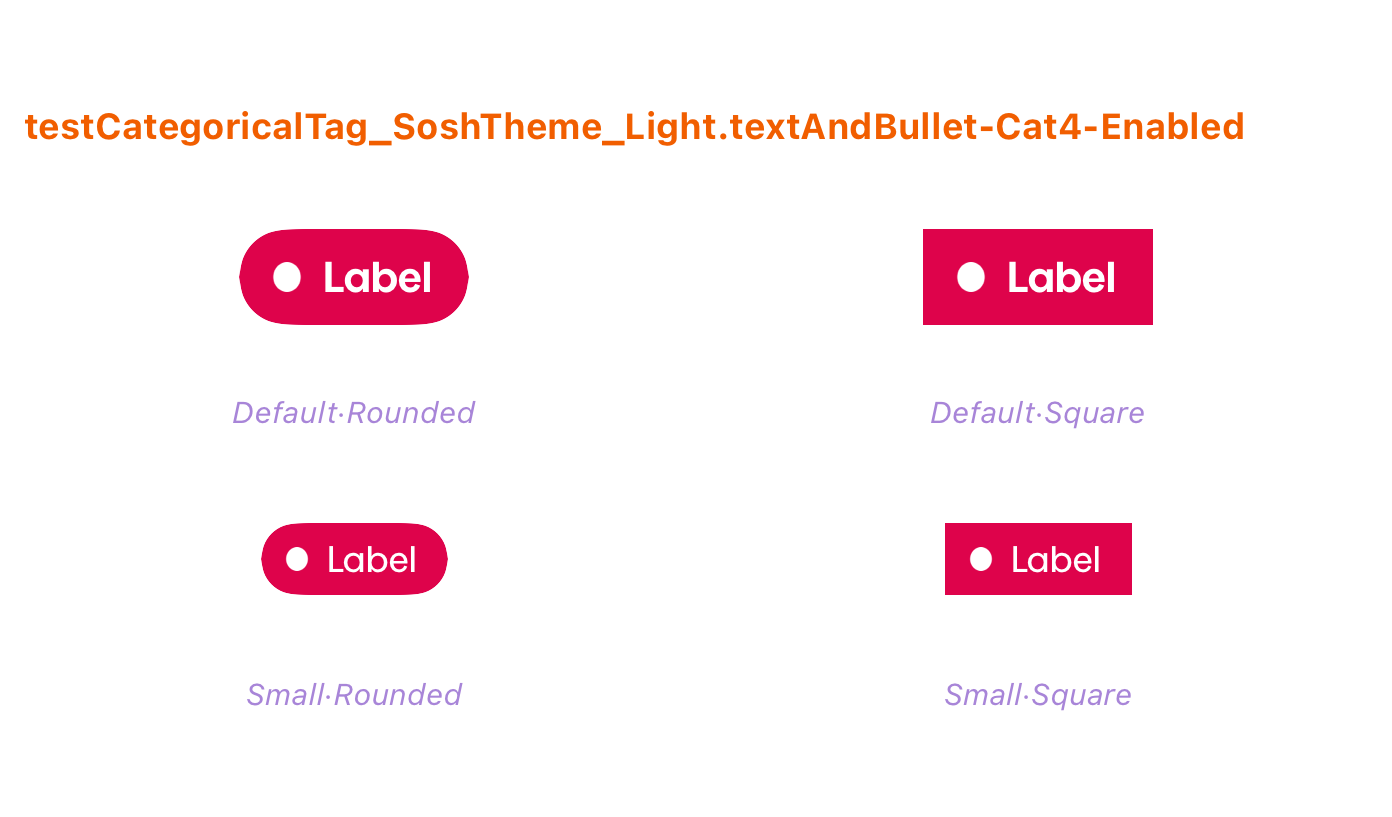 testCategoricalTag_SoshTheme_Light.textAndBullet-Cat4-Enabled
Label
Label
Default·Rounded
Default·Square
Label
Label
Small·Rounded
Small·Square